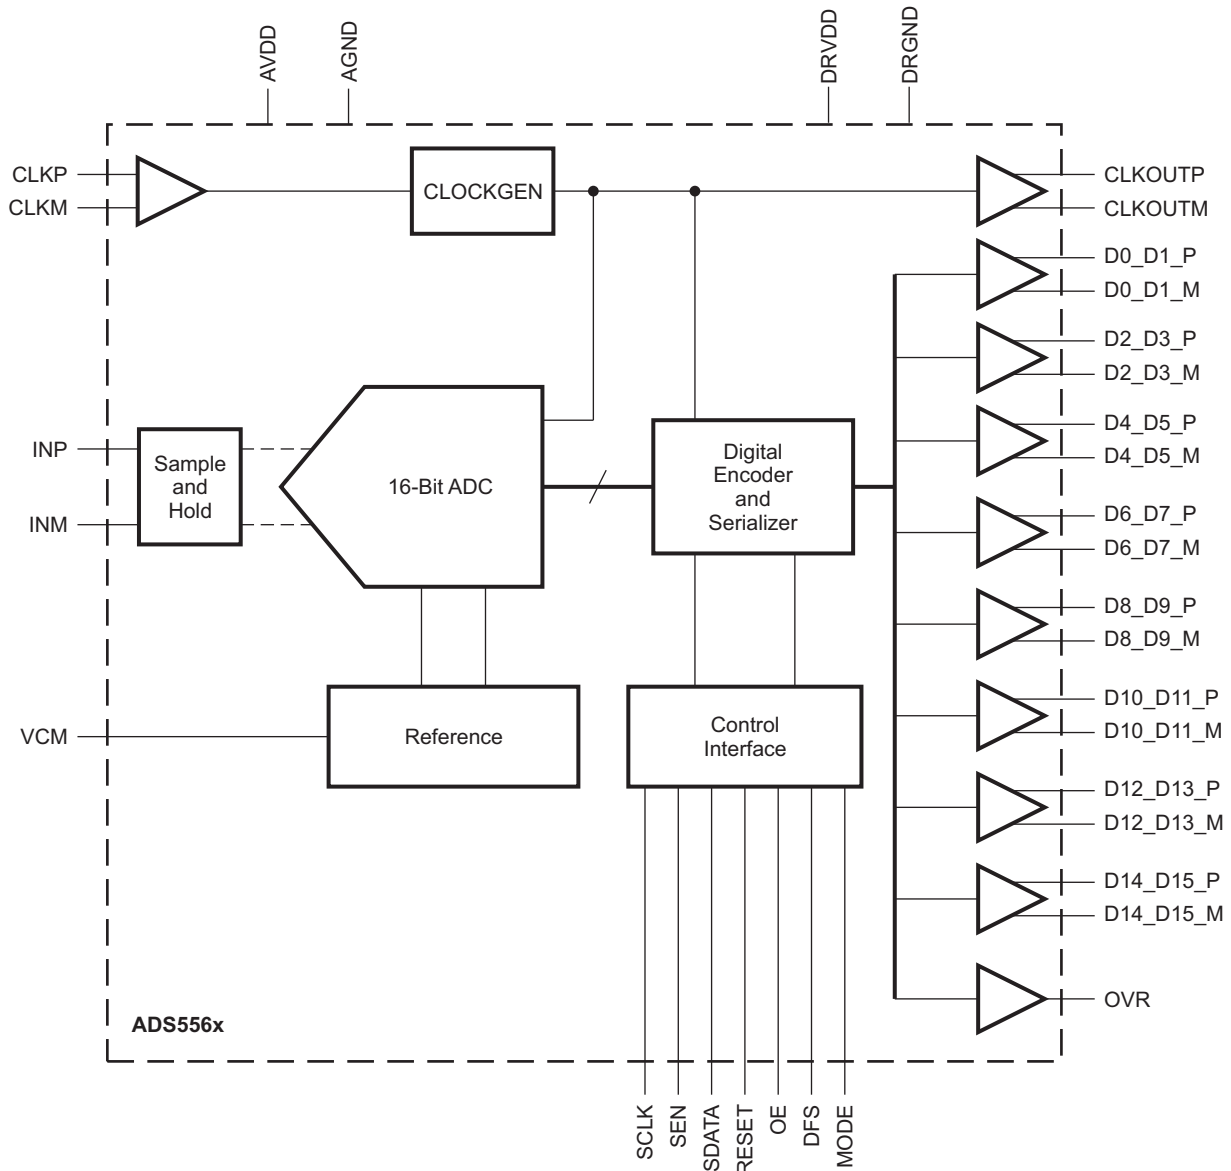 AVDD
AGND
DRVDD
DRGND
CLKP
CLKM
CLOCKGEN
CLKOUTP
CLKOUTM
D0_D1_P
D0_D1_M
D2_D3_P
D2_D3_M
D4_D5_P
D4_D5_M
INP
INM
Sample
and
Hold
16-Bit ADC
Digital
Encoder
and
Serializer
D6_D7_P
D6_D7_M
D8_D9_P
D8_D9_M
VCM
Reference
Control
Interface
D10_D11_P
D10_D11_M
D12_D13_P
D12_D13_M
D14_D15_P
D14_D15_M
OVR
ADS556x
SCLK
SEN
SDATA
RESET
OE
DFS
MODE